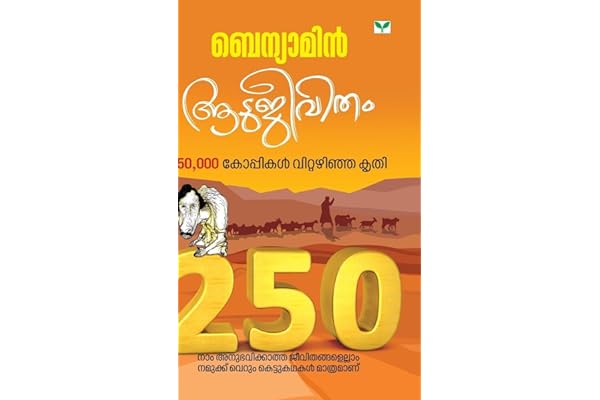 ബെന്യാമിൻ
ആടുജീവിതം
50,000 കോപ്പികൾ വിറ്റഴിഞ്ഞ കൃതി
250
നാം അനുഭവിക്കാത്ത ജീവിതങ്ങളെല്ലാം
നമുക്ക് വെറും കെട്ടുകഥകൾ മാത്രമാണ്